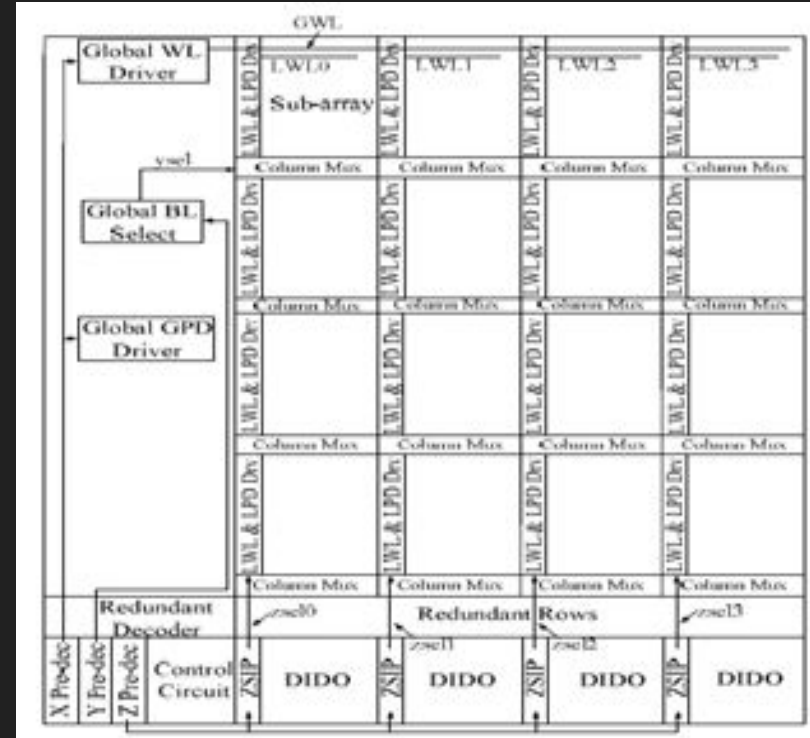 GWL
Global WL
Driver
LWL & LPD Drv
LWL0
Sub-array
LWL & LPD Drv
LWL1
LWL & LPD Drv
LWL2
LWL & LPD Drv
LWL3
ysel
Column Mux
Column Mux
Column Mux
Column Mux
Global BL
Select
LWL & LPD Drv
LWL & LPD Drv
LWL & LPD Drv
LWL & LPD Drv
Column Mux
Column Mux
Column Mux
Column Mux
Global GPD
Driver
LWL & LPD Drv
LWL & LPD Drv
LWL & LPD Drv
LWL & LPD Drv
Column Mux
Column Mux
Column Mux
Column Mux
LWL & LPD Drv
LWL & LPD Drv
LWL & LPD Drv
LWL & LPD Drv
Column Mux
Column Mux
Column Mux
Column Mux
Redundant
Decoder
zsel0
Redundant Rows
zsel1
zsel2
zsel3
X Pre-dec
Y Pre-dec
Z Pre-dec
Control
Circuit
ZSIP
DIDO
ZSIP
DIDO
ZSIP
DIDO
ZSIP
DIDO